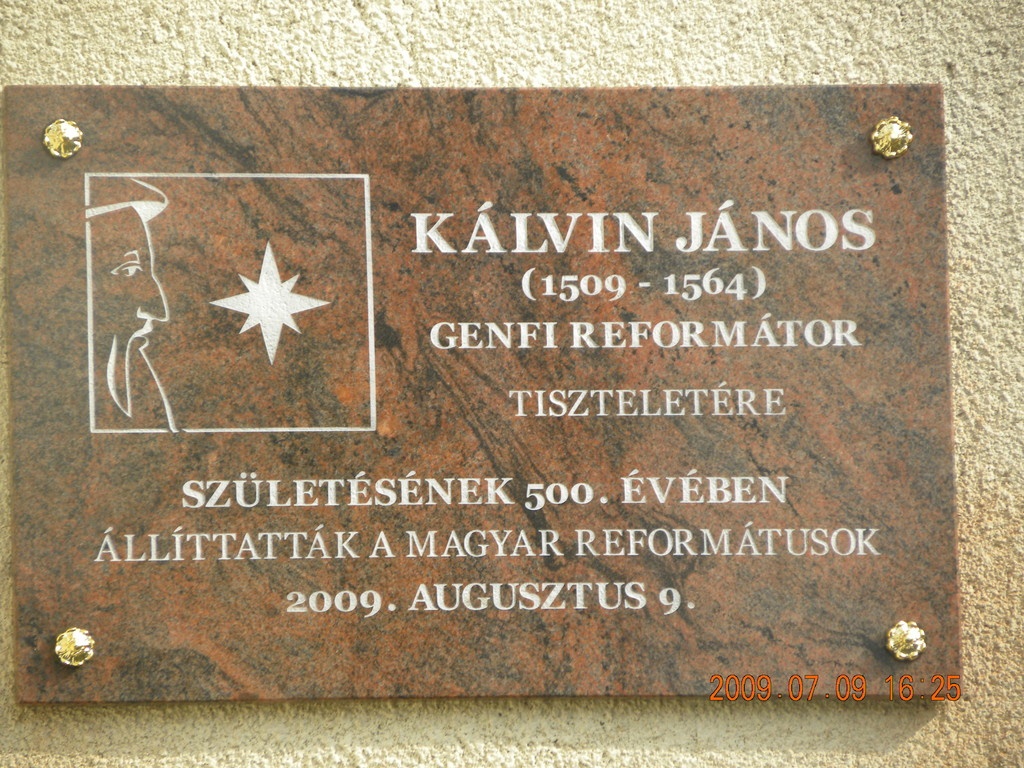 KÁLVIN JÁNOS
(1509 - 1564)
GENFI REFORMÁTOR
TISZTELETÉRE
SZÜLETÉSÉNEK 500. ÉVÉBEN
ÁLLÍTTATTÁK A MAGYAR REFORMÁTUSOK
2009. AUGUSZTUS 9.
2009.07.09 16:25